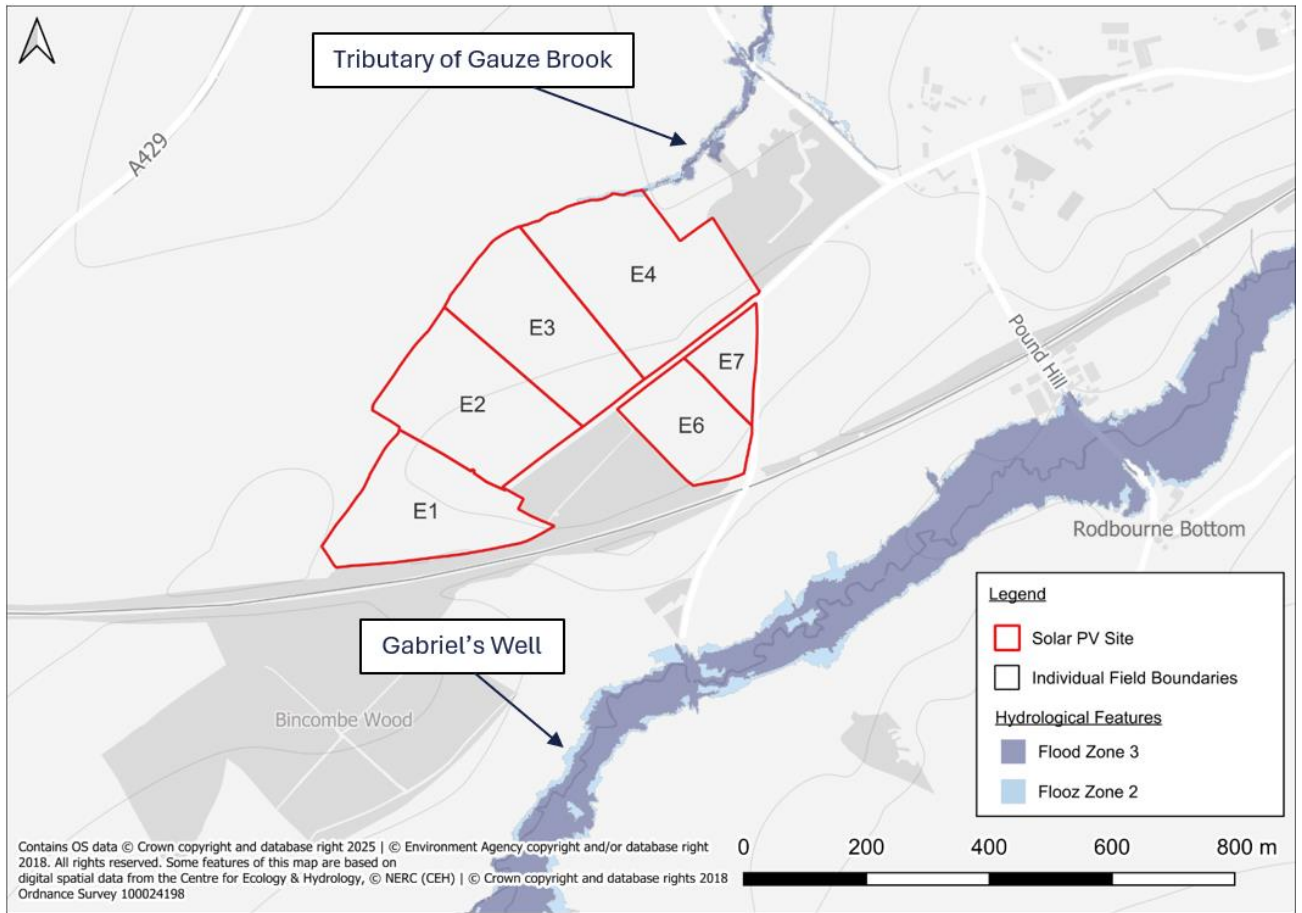 Tributary of Gauze Brook
A429
E4
E3
E7
E2
E6
E1
Pound Hill
Rodbourne Bottom
Gabriel's Well
Bincombe Wood
Legend
Solar PV Site
Individual Field Boundaries
Hydrological Features
Flood Zone 3
Flooz Zone 2
0 200 400 600 800 m
Contains OS data © Crown copyright and database right 2025 | © Environment Agency copyright and/or database right
2018. All rights reserved. Some features of this map are based on
digital spatial data from the Centre for Ecology & Hydrology, © NERC (CEH) | © Crown copyright and database rights 2018
Ordnance Survey 100024198